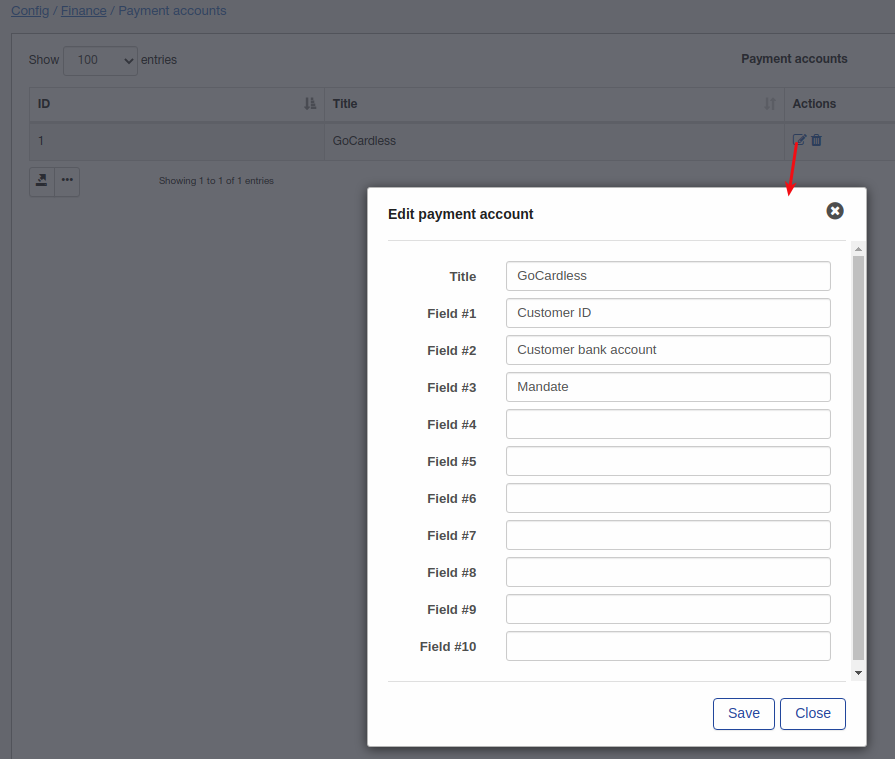 Config / Finance / Payment accounts
Show 100 entries
Payment accounts
ID Title Actions
1 GoCardless
Showing 1 to 1 of 1 entries
Edit payment account
Title GoCardless
Field #1 Customer ID
Field #2 Customer bank account
Field #3 Mandate
Field #4
Field #5
Field #6
Field #7
Field #8
Field #9
Field #10
Save Close